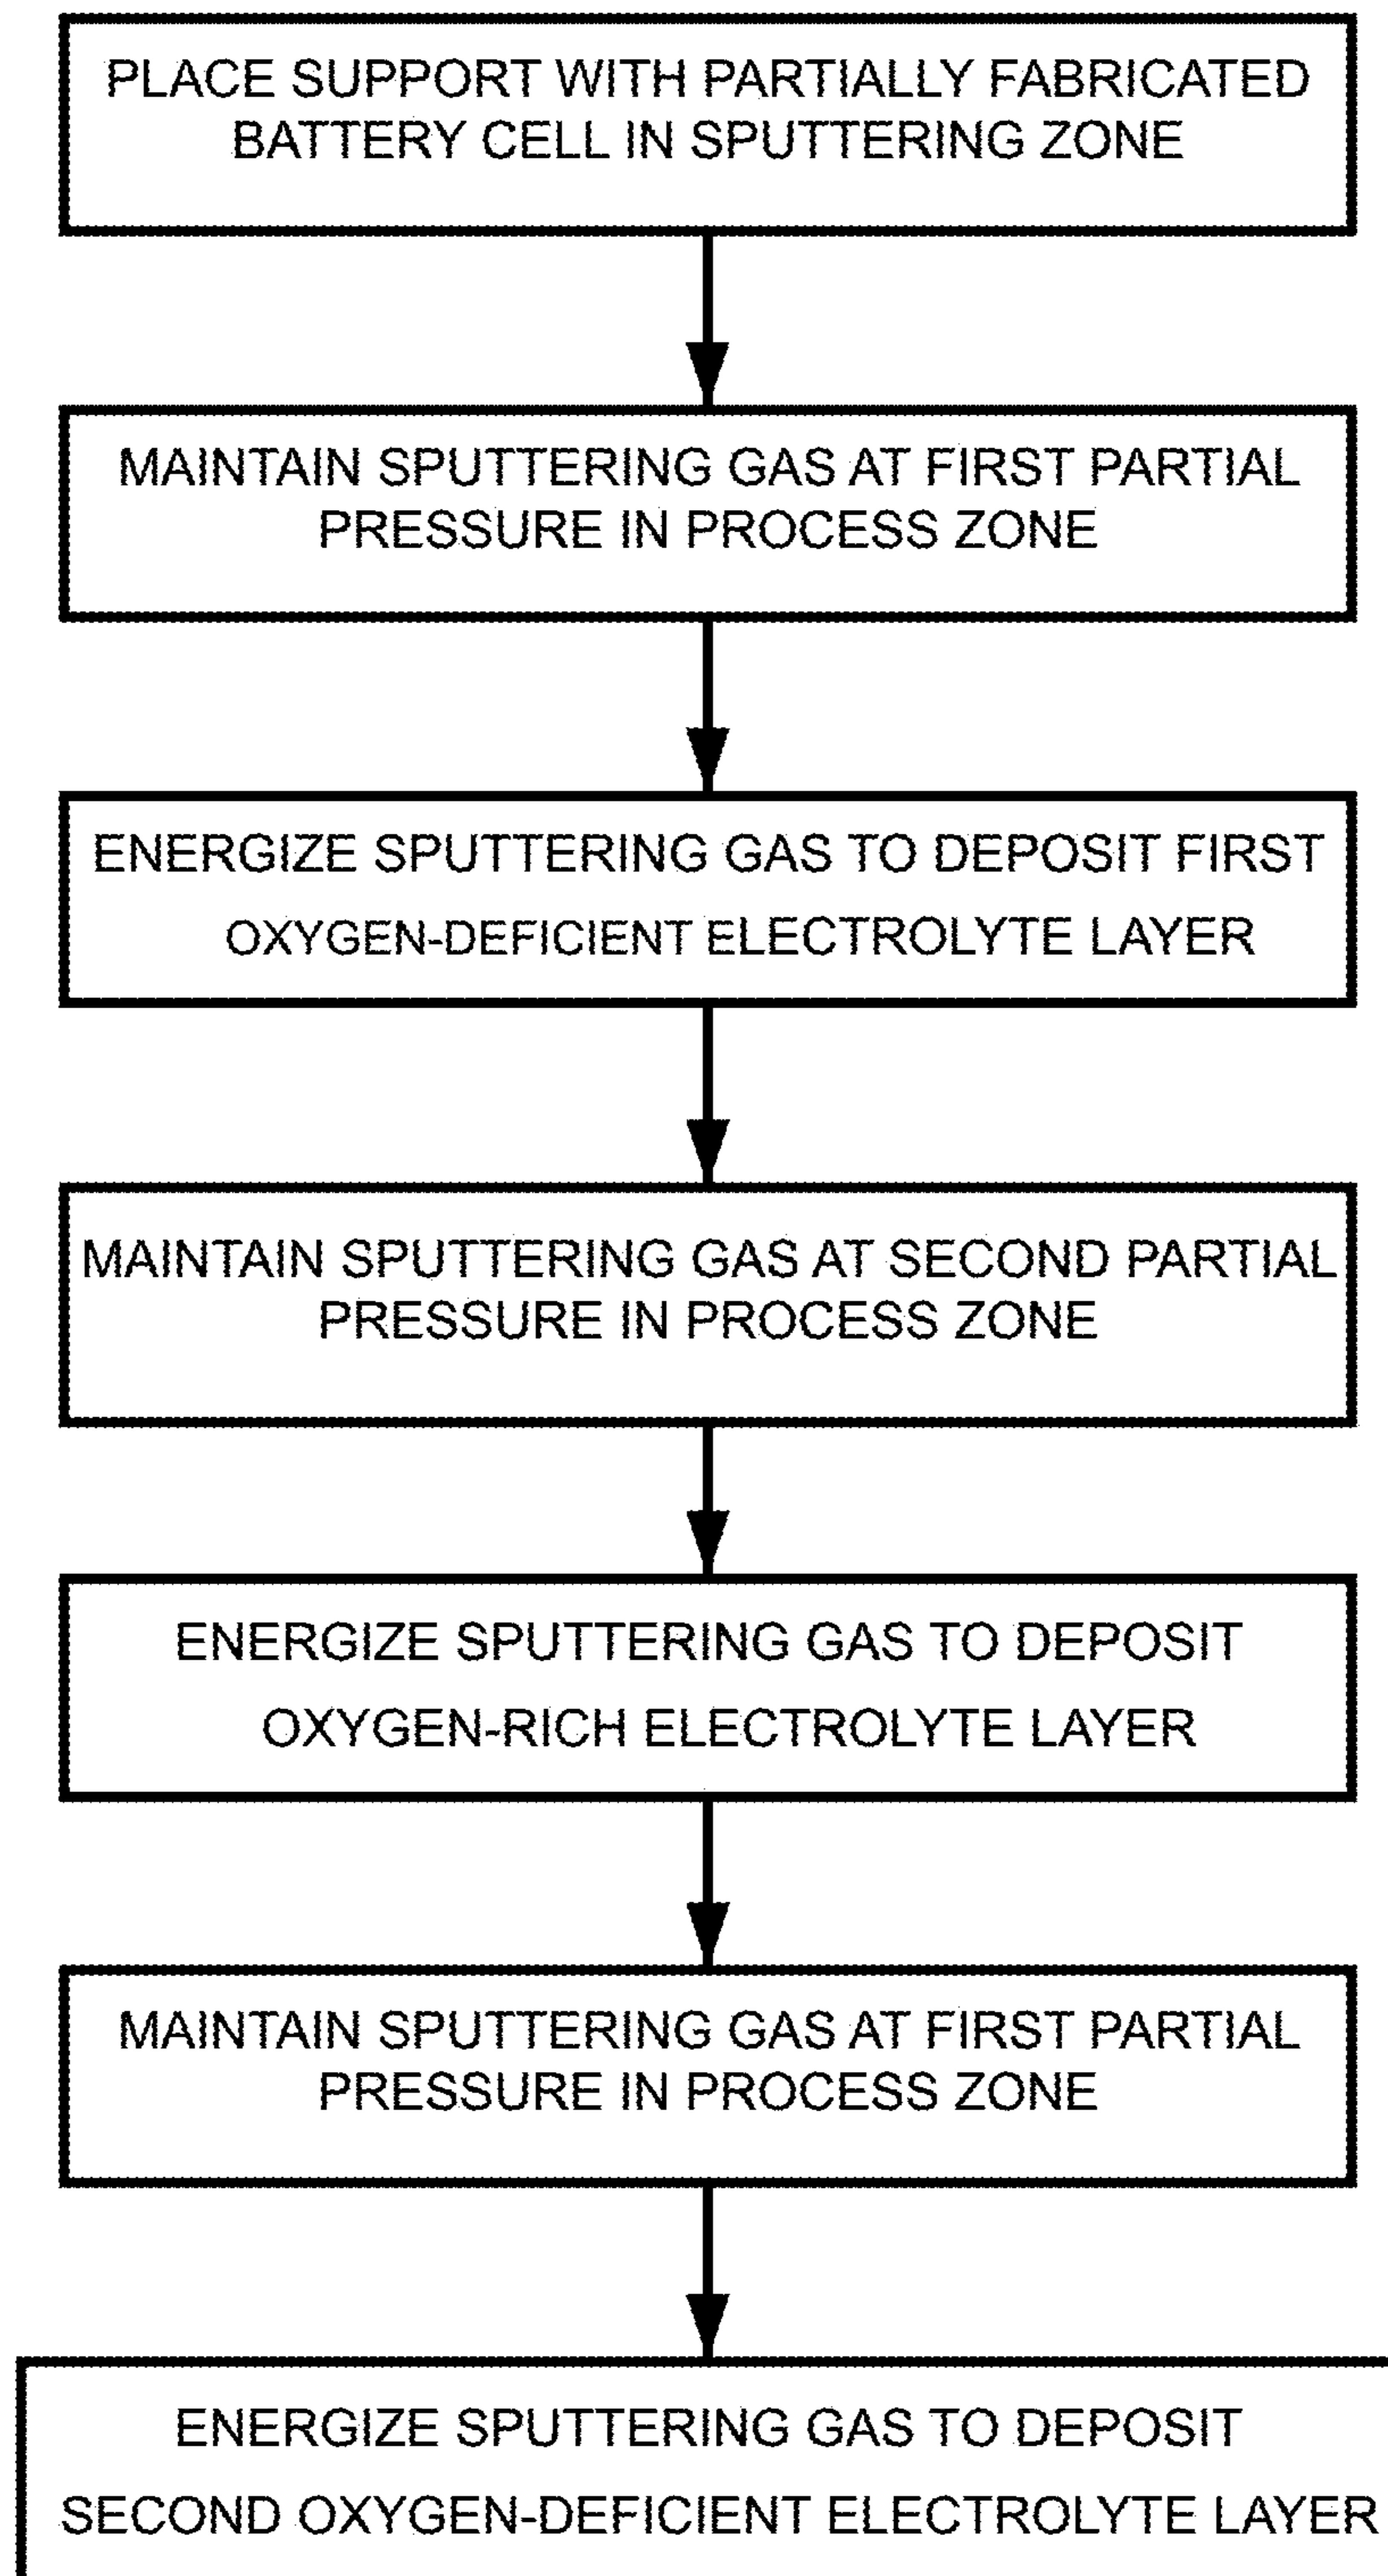 PLACE SUPPORT WITH PARTIALLY FABRICATED
BATTERY CELL IN SPUTTERING ZONE
MAINTAIN SPUTTERING GAS AT FIRST PARTIAL
PRESSURE IN PROCESS ZONE
ENERGIZE SPUTTERING GAS TO DEPOSIT FIRST
OXYGEN-DEFICIENT ELECTROLYTE LAYER
MAINTAIN SPUTTERING GAS AT SECOND PARTIAL
PRESSURE IN PROCESS ZONE
ENERGIZE SPUTTERING GAS TO DEPOSIT
OXYGEN-RICH ELECTROLYTE LAYER
MAINTAIN SPUTTERING GAS AT FIRST PARTIAL
PRESSURE IN PROCESS ZONE
ENERGIZE SPUTTERING GAS TO DEPOSIT
SECOND OXYGEN-DEFICIENT ELECTROLYTE LAYER